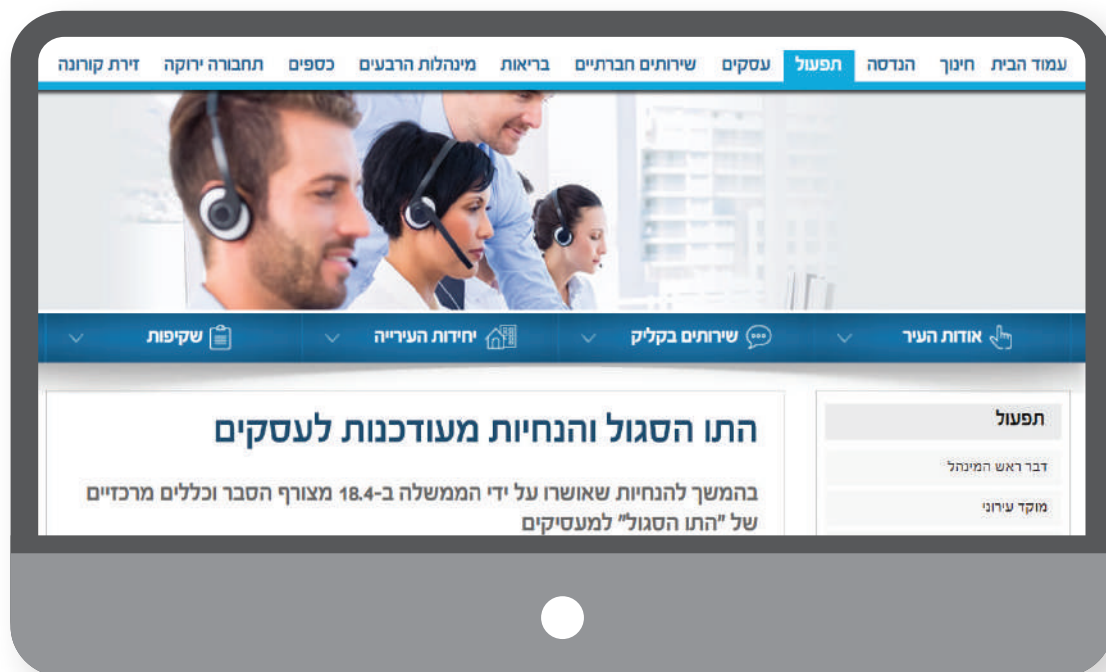 עמוד הבית חינוך הנדסה תפעול עסקים שירותים חברתיים בריאות מינהלות הרבעים כספים תחבורה ירוקה זירת קורונה
אודות העיר שירותים בקליק יחידות העירייה שקיפות
תפעול
דבר ראש המינהל
מוקד עירוני
התו הסגול והנחיות מעודכנות לעסקים
בהמשך להנחיות שאושרו על ידי הממשלה ב-18.4 מצורף הסבר וכללים מרכזיים
של "התו הסגול" למעסיקים